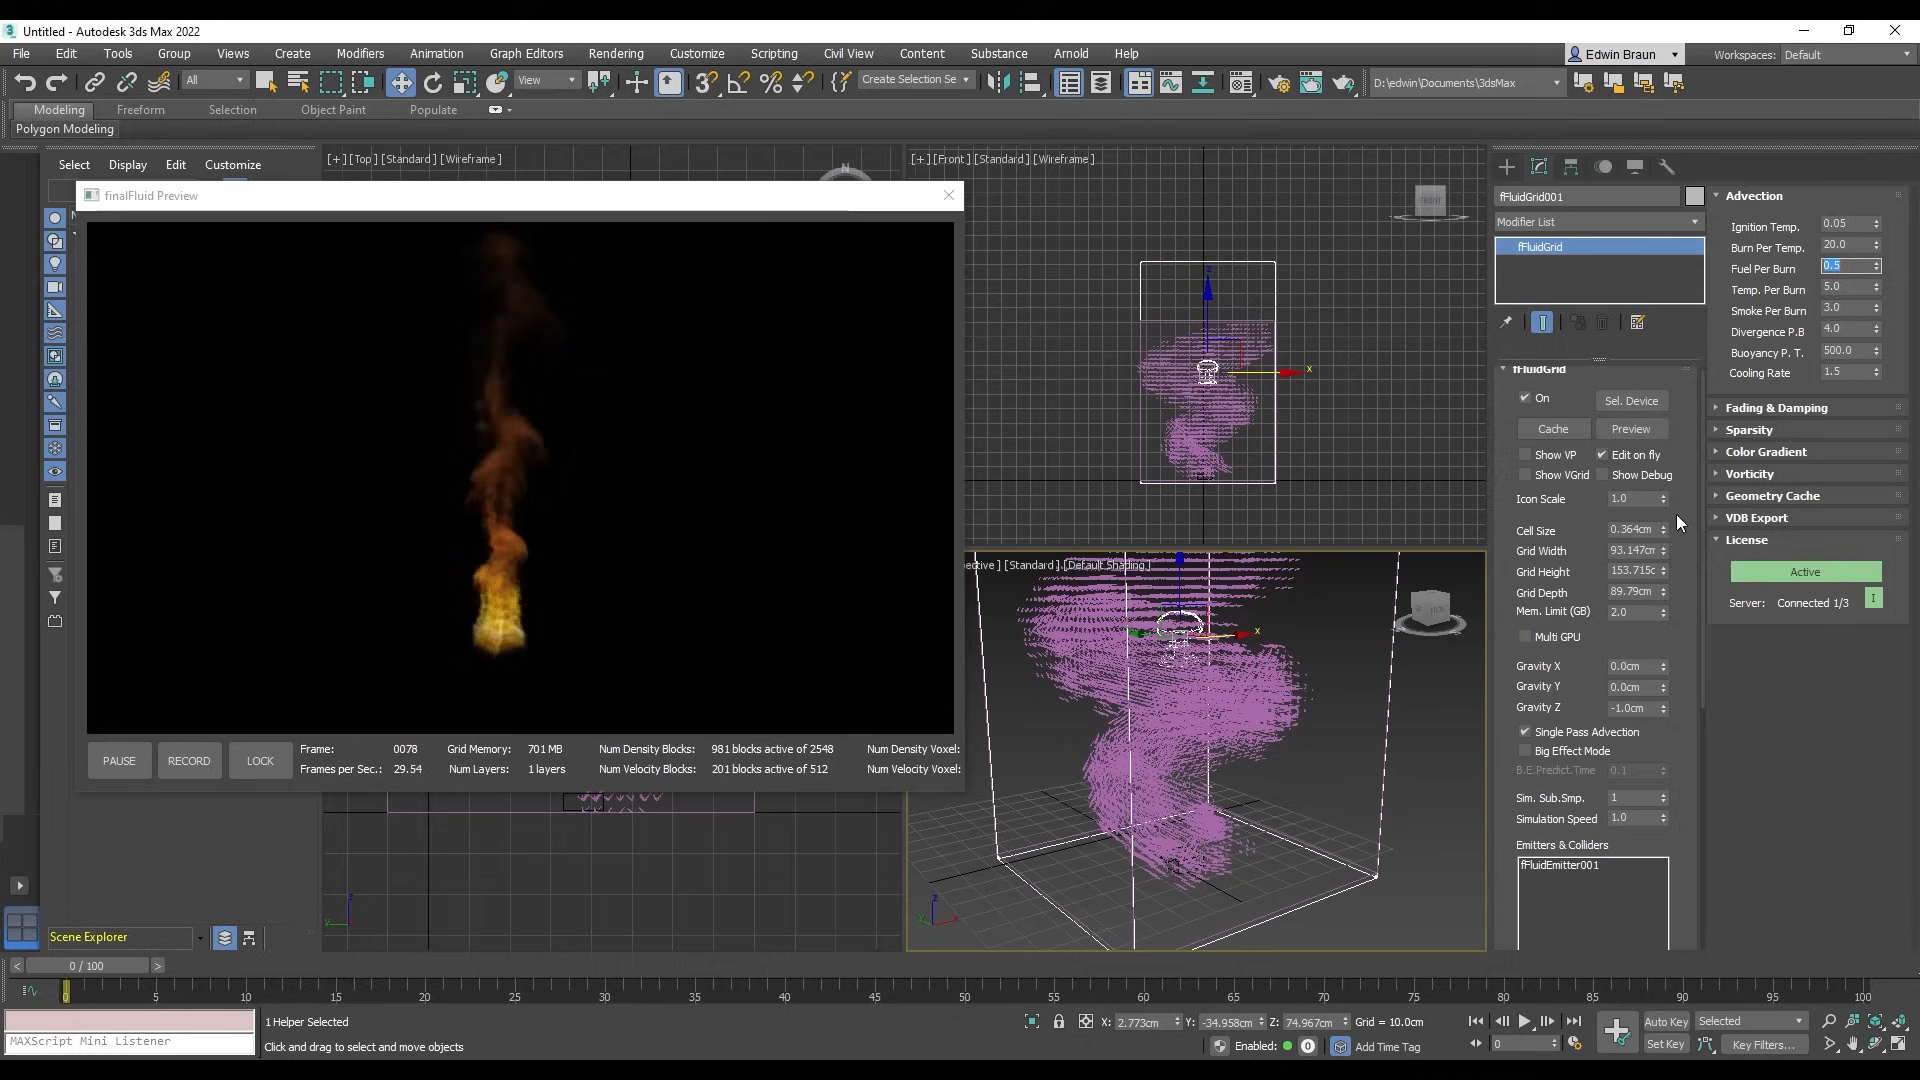 Untitled - Autodesk 3ds Max 2022
File Edit Tools Group Views Create Modifiers Animation Graph Editors Rendering Customize Scripting Civil View Content Substance Arnold Help
Edwin Braun Workspaces: Default
All View Create Selection Se D:\edwin\Documents\3dsMax
Modeling Freeform Selection Object Paint Populate
Polygon Modeling
Select Display Edit Customize
[+] [Top] [Standard] [Wireframe]
[+] [Front] [Standard] [Wireframe]
finalFluid Preview
N
FRONT
fFluidGrid001
Modifier List
fFluidGrid
Advection
Ignition Temp. 0.05
Burn Per Temp. 20.0
Fuel Per Burn 0.5
Temp. Per Burn 5.0
Smoke Per Burn 3.0
Divergence P.B 4.0
Buoyancy P. T. 500.0
Cooling Rate 1.5
Fading & Damping
Sparsity
Color Gradient
Vorticity
Geometry Cache
VDB Export
License
Active
Server: Connected 1/3 I
fFluidGrid
On Sel. Device
Cache Preview
Show VP Edit on fly
Show VGrid Show Debug
Icon Scale 1.0
Cell Size 0.364cm
Grid Width 93.147cm
Grid Height 153.715c
Grid Depth 89.79cm
Mem. Limit (GB) 2.0
Multi GPU
Gravity X 0.0cm
Gravity Y 0.0cm
Gravity Z -1.0cm
Single Pass Advection
Big Effect Mode
B.E.Predict.Time 0.1
Sim. Sub.Smp. 1
Simulation Speed 1.0
Emitters & Colliders
fFluidEmitter001
z
x
ective ] [Standard] [Default Shading]
x
PAUSE RECORD LOCK
Frame: 0078 Grid Memory: 701 MB Num Density Blocks: 981 blocks active of 2548 Num Density Voxel:
Frames per Sec.: 29.54 Num Layers: 1 layers Num Velocity Blocks: 201 blocks active of 512 Num Velocity Voxel:
z
y
z
Scene Explorer
< 0 / 100 >
0 5 10 15 20 25 30 35 40 45 50 55 60 65 70 75 80 85 90 95 100
1 Helper Selected
X: 2.773cm Y: -34.958cm Z: 74.967cm Grid = 10.0cm
MAXScript Mini Listener
Click and drag to select and move objects
Enabled: 0 Add Time Tag
0
Auto Key Selected
Set Key Key Filters...